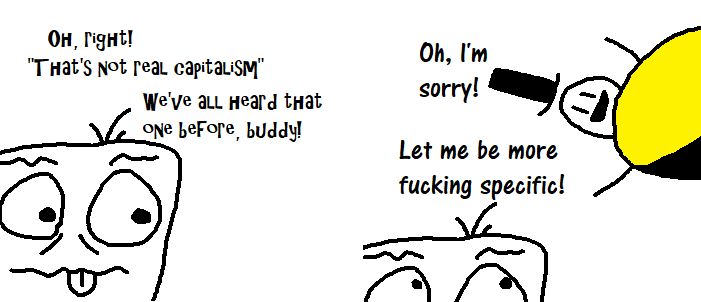 Oh, right!
"That's not real capitalism"
We've all heard that
one before, buddy!
Oh, I'm
sorry!
Let me be more
fucking specific!